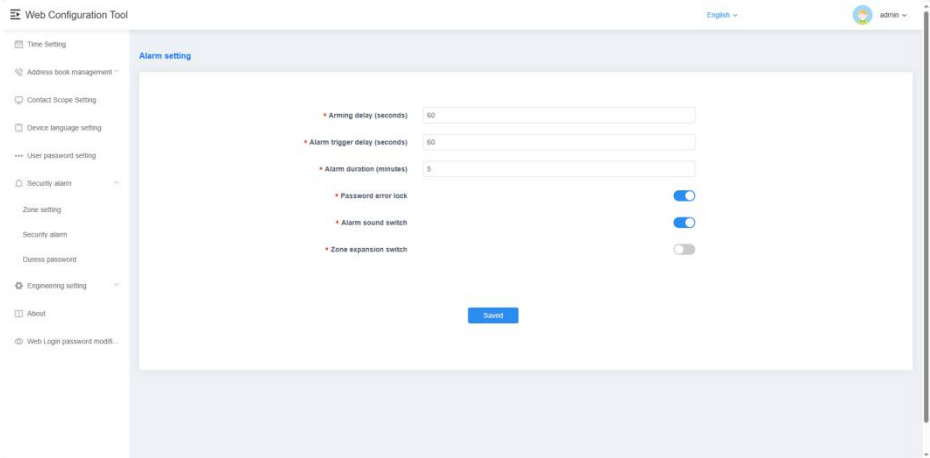 Web Configuration Tool
English
admin
Time Setting
Address book management
Contact Scope Setting
Device language setting
User password setting
Security alarm
Zone setting
Security alarm
Duress password
Engineering setting
About
Web Login password modifi...
Alarm setting
* Arming delay (seconds) 60
* Alarm trigger delay (seconds) 60
* Alarm duration (minutes) 5
* Password error lock
* Alarm sound switch
* Zone expansion switch
Saved